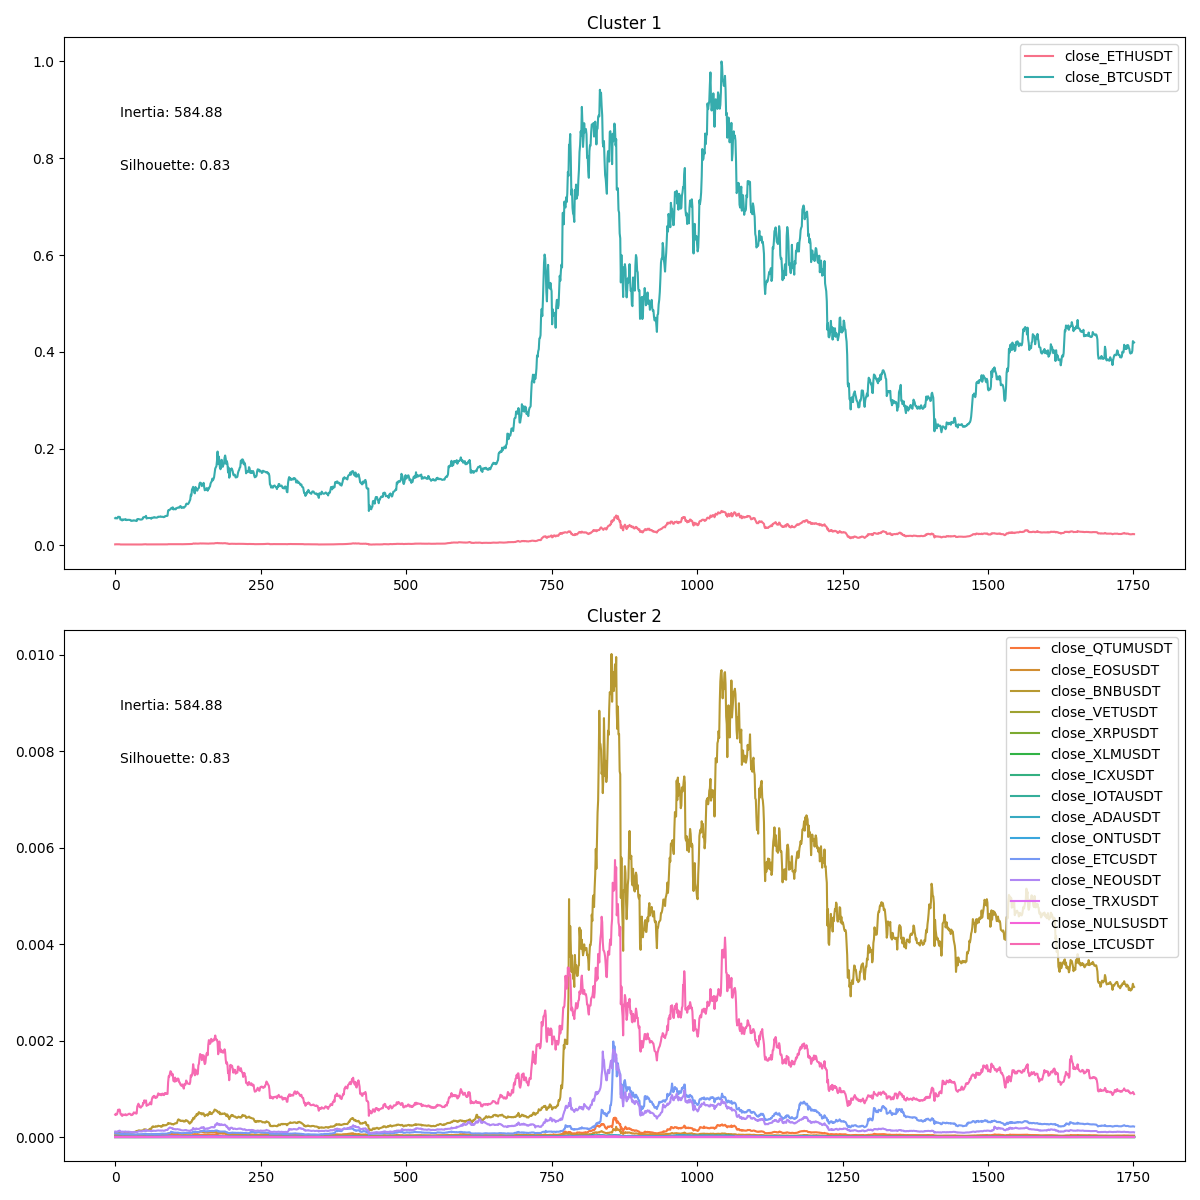 Cluster 1
1.0
0.8
0.6
0.4
0.2
0.0
Inertia: 584.88
Silhouette: 0.83
close_ETHUSDT
close_BTCUSDT
0 250 500 750 1000 1250 1500 1750
Cluster 2
0.010
0.008
0.006
0.004
0.002
0.000
Inertia: 584.88
Silhouette: 0.83
close_QTUMUSDT
close_EOSUSDT
close_BNBUSDT
close_VETUSDT
close_XRPUSDT
close_XLMUSDT
close_ICXUSDT
close_IOTAUSDT
close_ADAUSDT
close_ONTUSDT
close_ETCUSDT
close_NEOUSDT
close_TRXUSDT
close_NULSUSDT
close_LTCUSDT
0 250 500 750 1000 1250 1500 1750